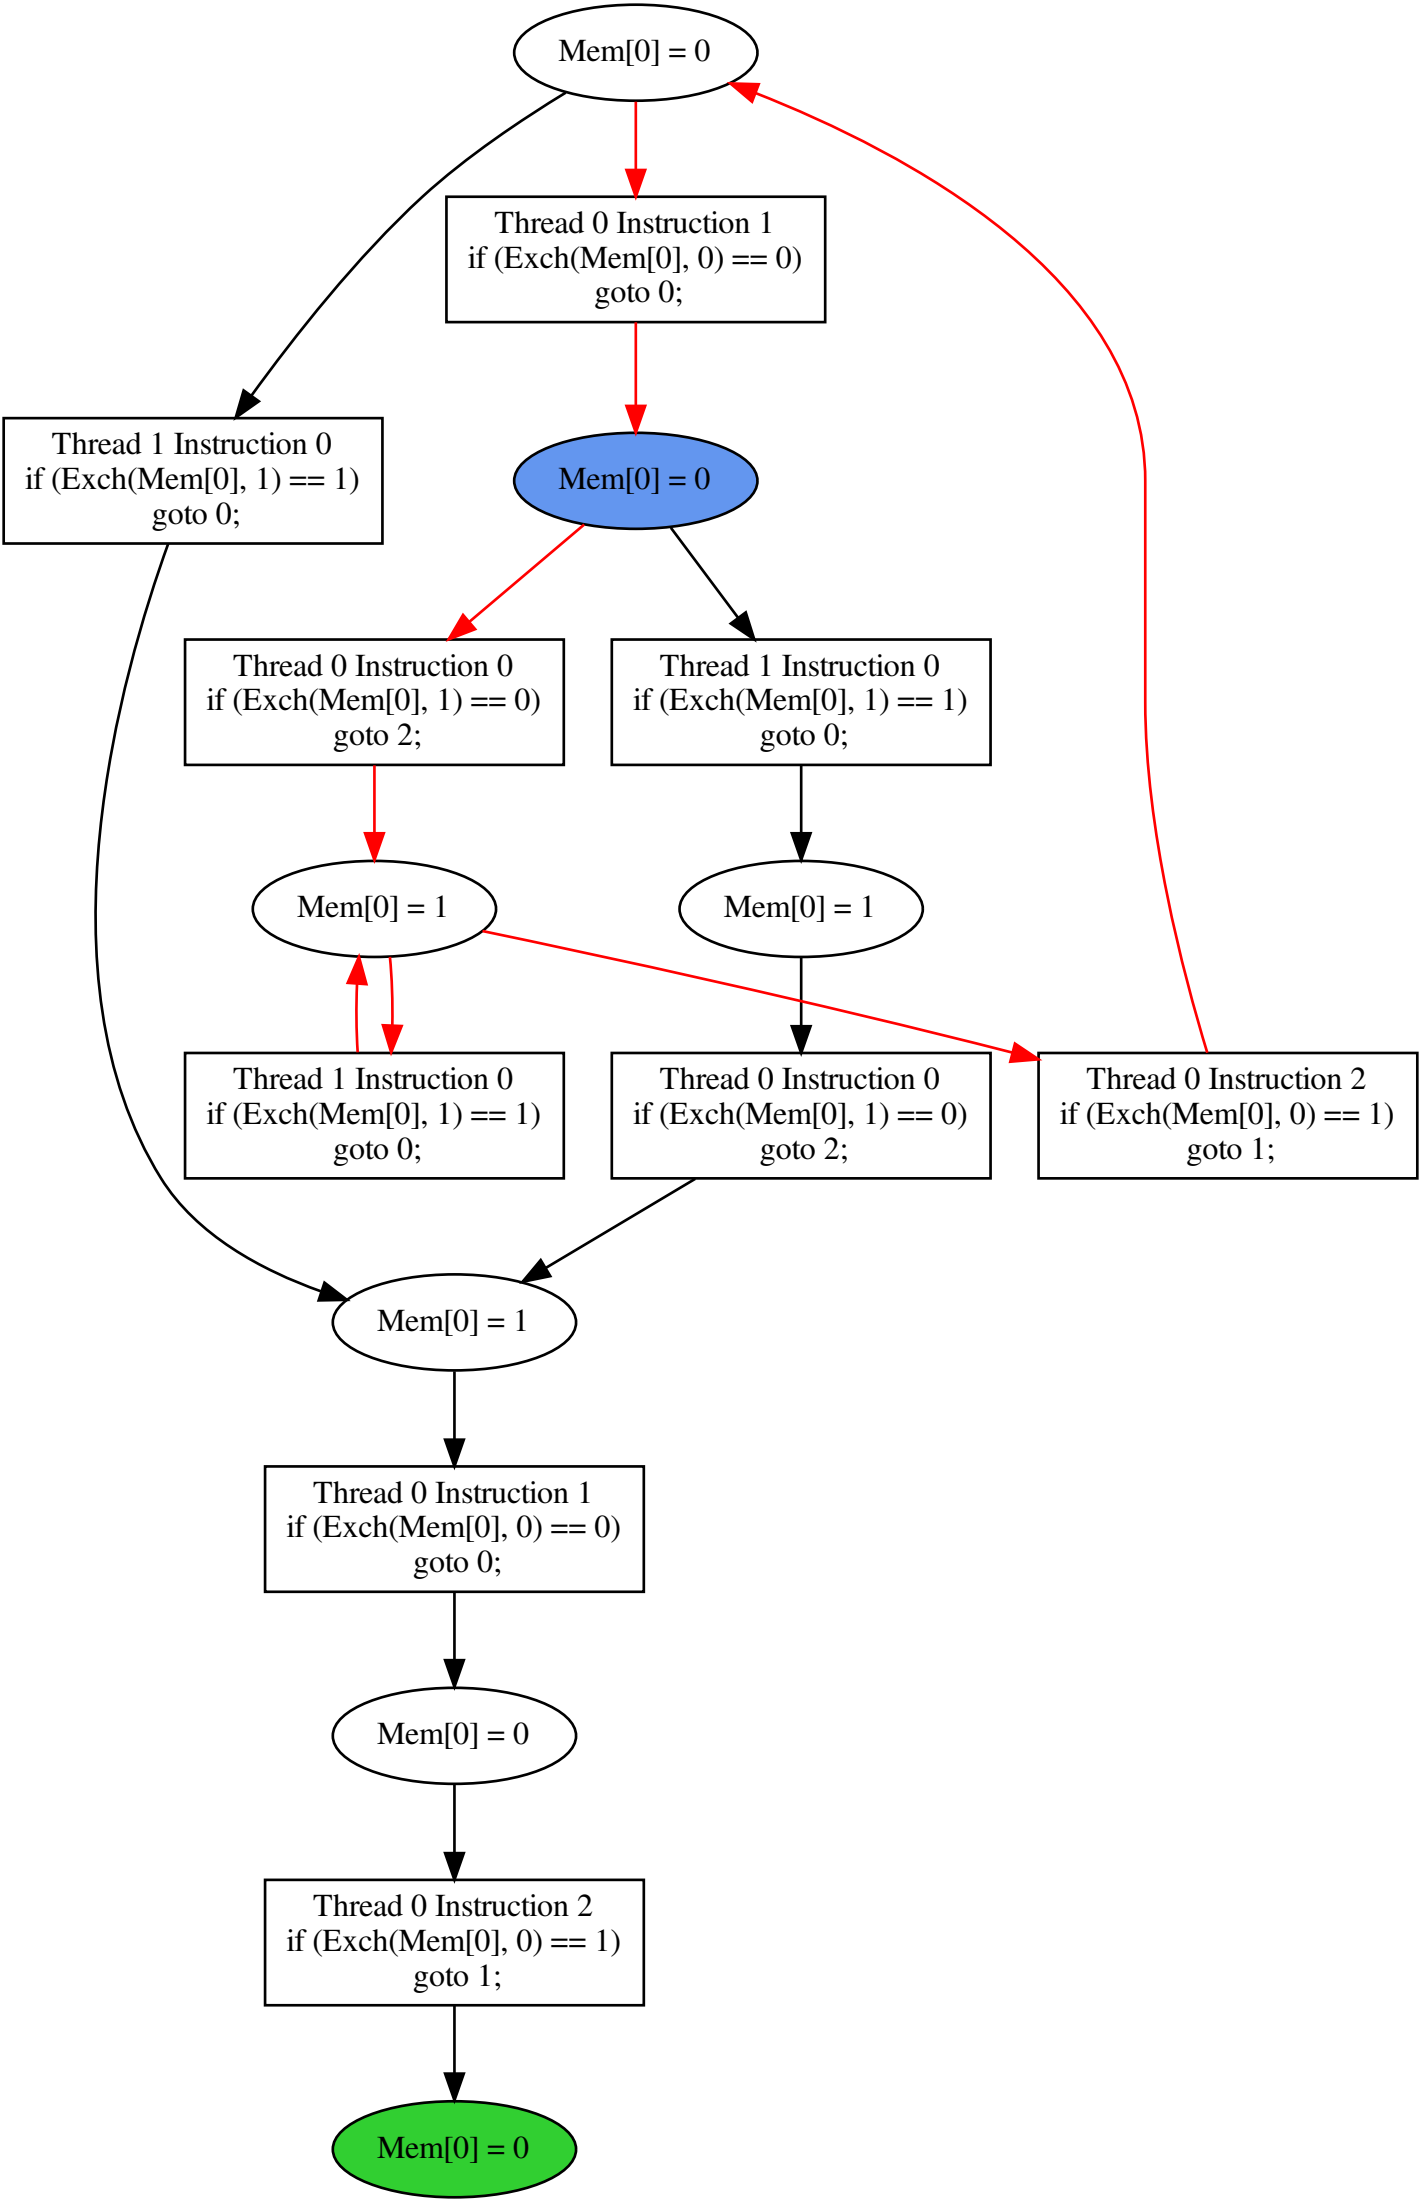 Mem[0] = 0
Thread 0 Instruction 1
if (Exch(Mem[0], 0) == 0)
goto 0;
Thread 1 Instruction 0
if (Exch(Mem[0], 1) == 1)
goto 0;
Mem[0] = 0
Thread 0 Instruction 0
if (Exch(Mem[0], 1) == 0)
goto 2;
Thread 1 Instruction 0
if (Exch(Mem[0], 1) == 1)
goto 0;
Mem[0] = 1
Mem[0] = 1
Thread 1 Instruction 0
if (Exch(Mem[0], 1) == 1)
goto 0;
Thread 0 Instruction 0
if (Exch(Mem[0], 1) == 0)
goto 2;
Thread 0 Instruction 2
if (Exch(Mem[0], 0) == 1)
goto 1;
Mem[0] = 1
Thread 0 Instruction 1
if (Exch(Mem[0], 0) == 0)
goto 0;
Mem[0] = 0
Thread 0 Instruction 2
if (Exch(Mem[0], 0) == 1)
goto 1;
Mem[0] = 0